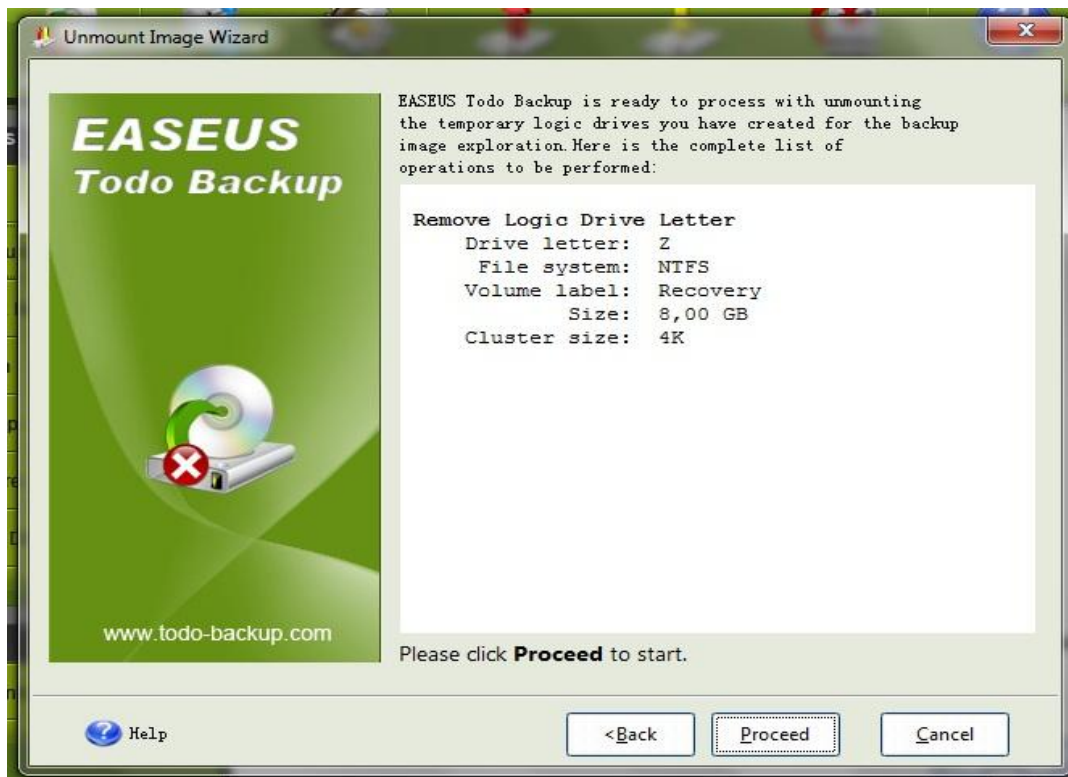 Unmount Image Wizard
EASEUS
Todo Backup
www.todo-backup.com
EASEUS Todo Backup is ready to process with unmounting
the temporary logic drives you have created for the backup
image exploration.Here is the complete list of
operations to be performed:
Remove Logic Drive Letter
Drive letter: Z
File system: NTFS
Volume label: Recovery
Size: 8,00 GB
Cluster size: 4K
Please click Proceed to start.
Help
<Back
Proceed
Cancel